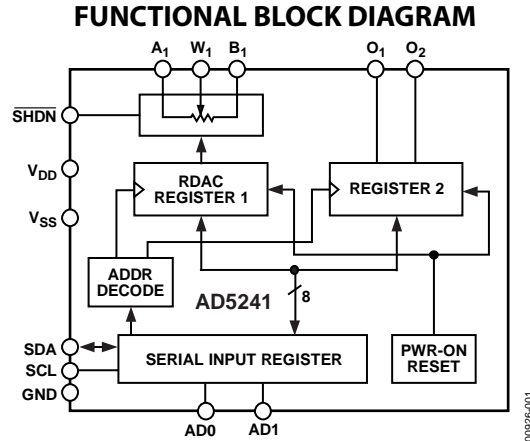 FUNCTIONAL BLOCK DIAGRAM
A1 W1 B1 O1 O2
SHDN
VDD
RDAC
REGISTER 1
REGISTER 2
VSS
ADDR
DECODE
AD5241
8
SDA
SCL
GND
SERIAL INPUT REGISTER
PWR-ON
RESET
AD0 AD1
00926-001